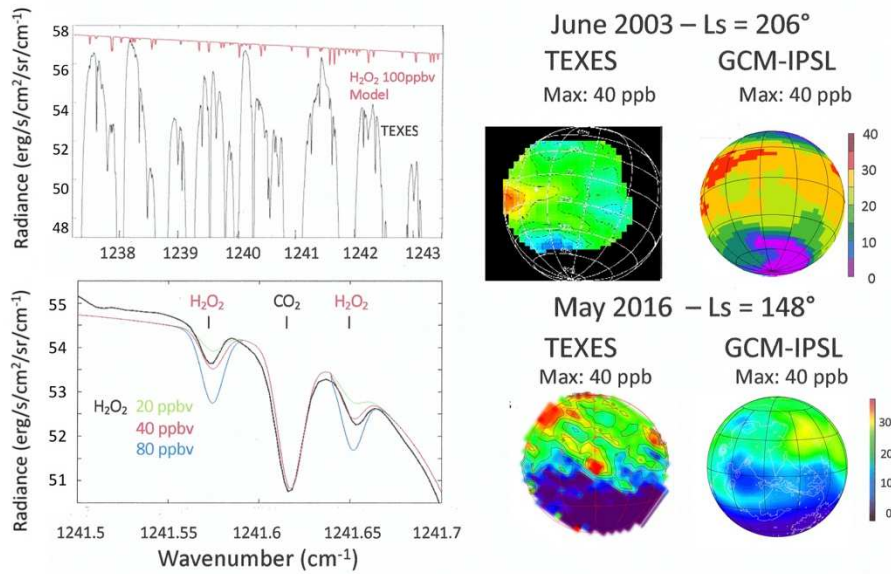 58
56
54
52
50
48
Radiance (erg/s/cm²/sr/cm⁻¹)
H₂O₂ 100ppbv
Model
TEXES
1238 1239 1240 1241 1242 1243
55
54
53
52
51
Radiance (erg/s/cm²/sr/cm⁻¹)
H₂O₂ CO₂ H₂O₂
20 ppbv
H₂O₂ 40 ppbv
80 ppbv
1241.5 1241.55 1241.6 1241.65 1241.7
Wavenumber (cm⁻¹)
June 2003 – Ls = 206°
TEXES GCM-IPSL
Max: 40 ppb Max: 40 ppb
40
30
20
10
0
May 2016 – Ls = 148°
TEXES GCM-IPSL
Max: 40 ppb Max: 40 ppb
30
20
10
0